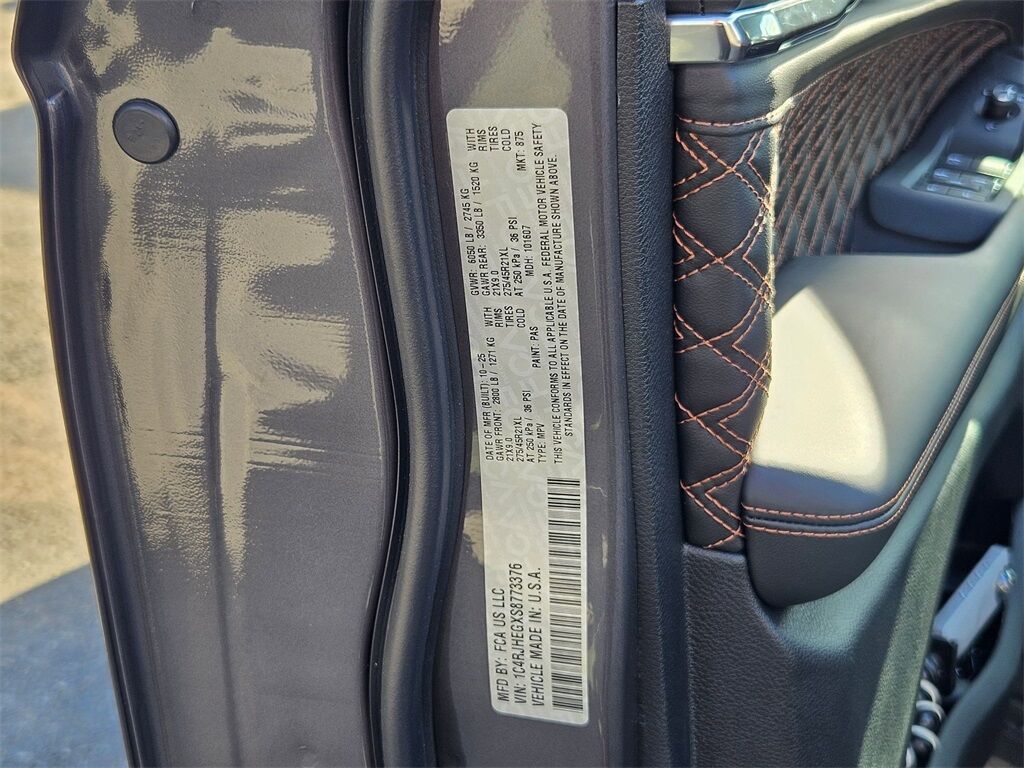 MFD BY: FCA US LLC
VIN: 1C4RJHEGXS8773376
VEHICLE MADE IN: U.S.A.
DATE OF MFR (BUILT): 10-25
GAWR FRONT: 2800 LB / 1271 KG WITH
21X9.0 RIMS
275/45R21XL TIRES
AT 250 kPa / 36 PSI COLD
TYPE: MPV PAINT: PAS
GVWR: 6050 LB / 2745 KG
GAWR REAR: 3350 LB / 1520 KG WITH
21X9.0 RIMS
275/45R21XL TIRES
AT 250 kPa / 36 PSI COLD
MDH: 101607 MKT: 875
THIS VEHICLE CONFORMS TO ALL APPLICABLE U.S.A. FEDERAL MOTOR VEHICLE SAFETY
STANDARDS IN EFFECT ON THE DATE OF MANUFACTURE SHOWN ABOVE.